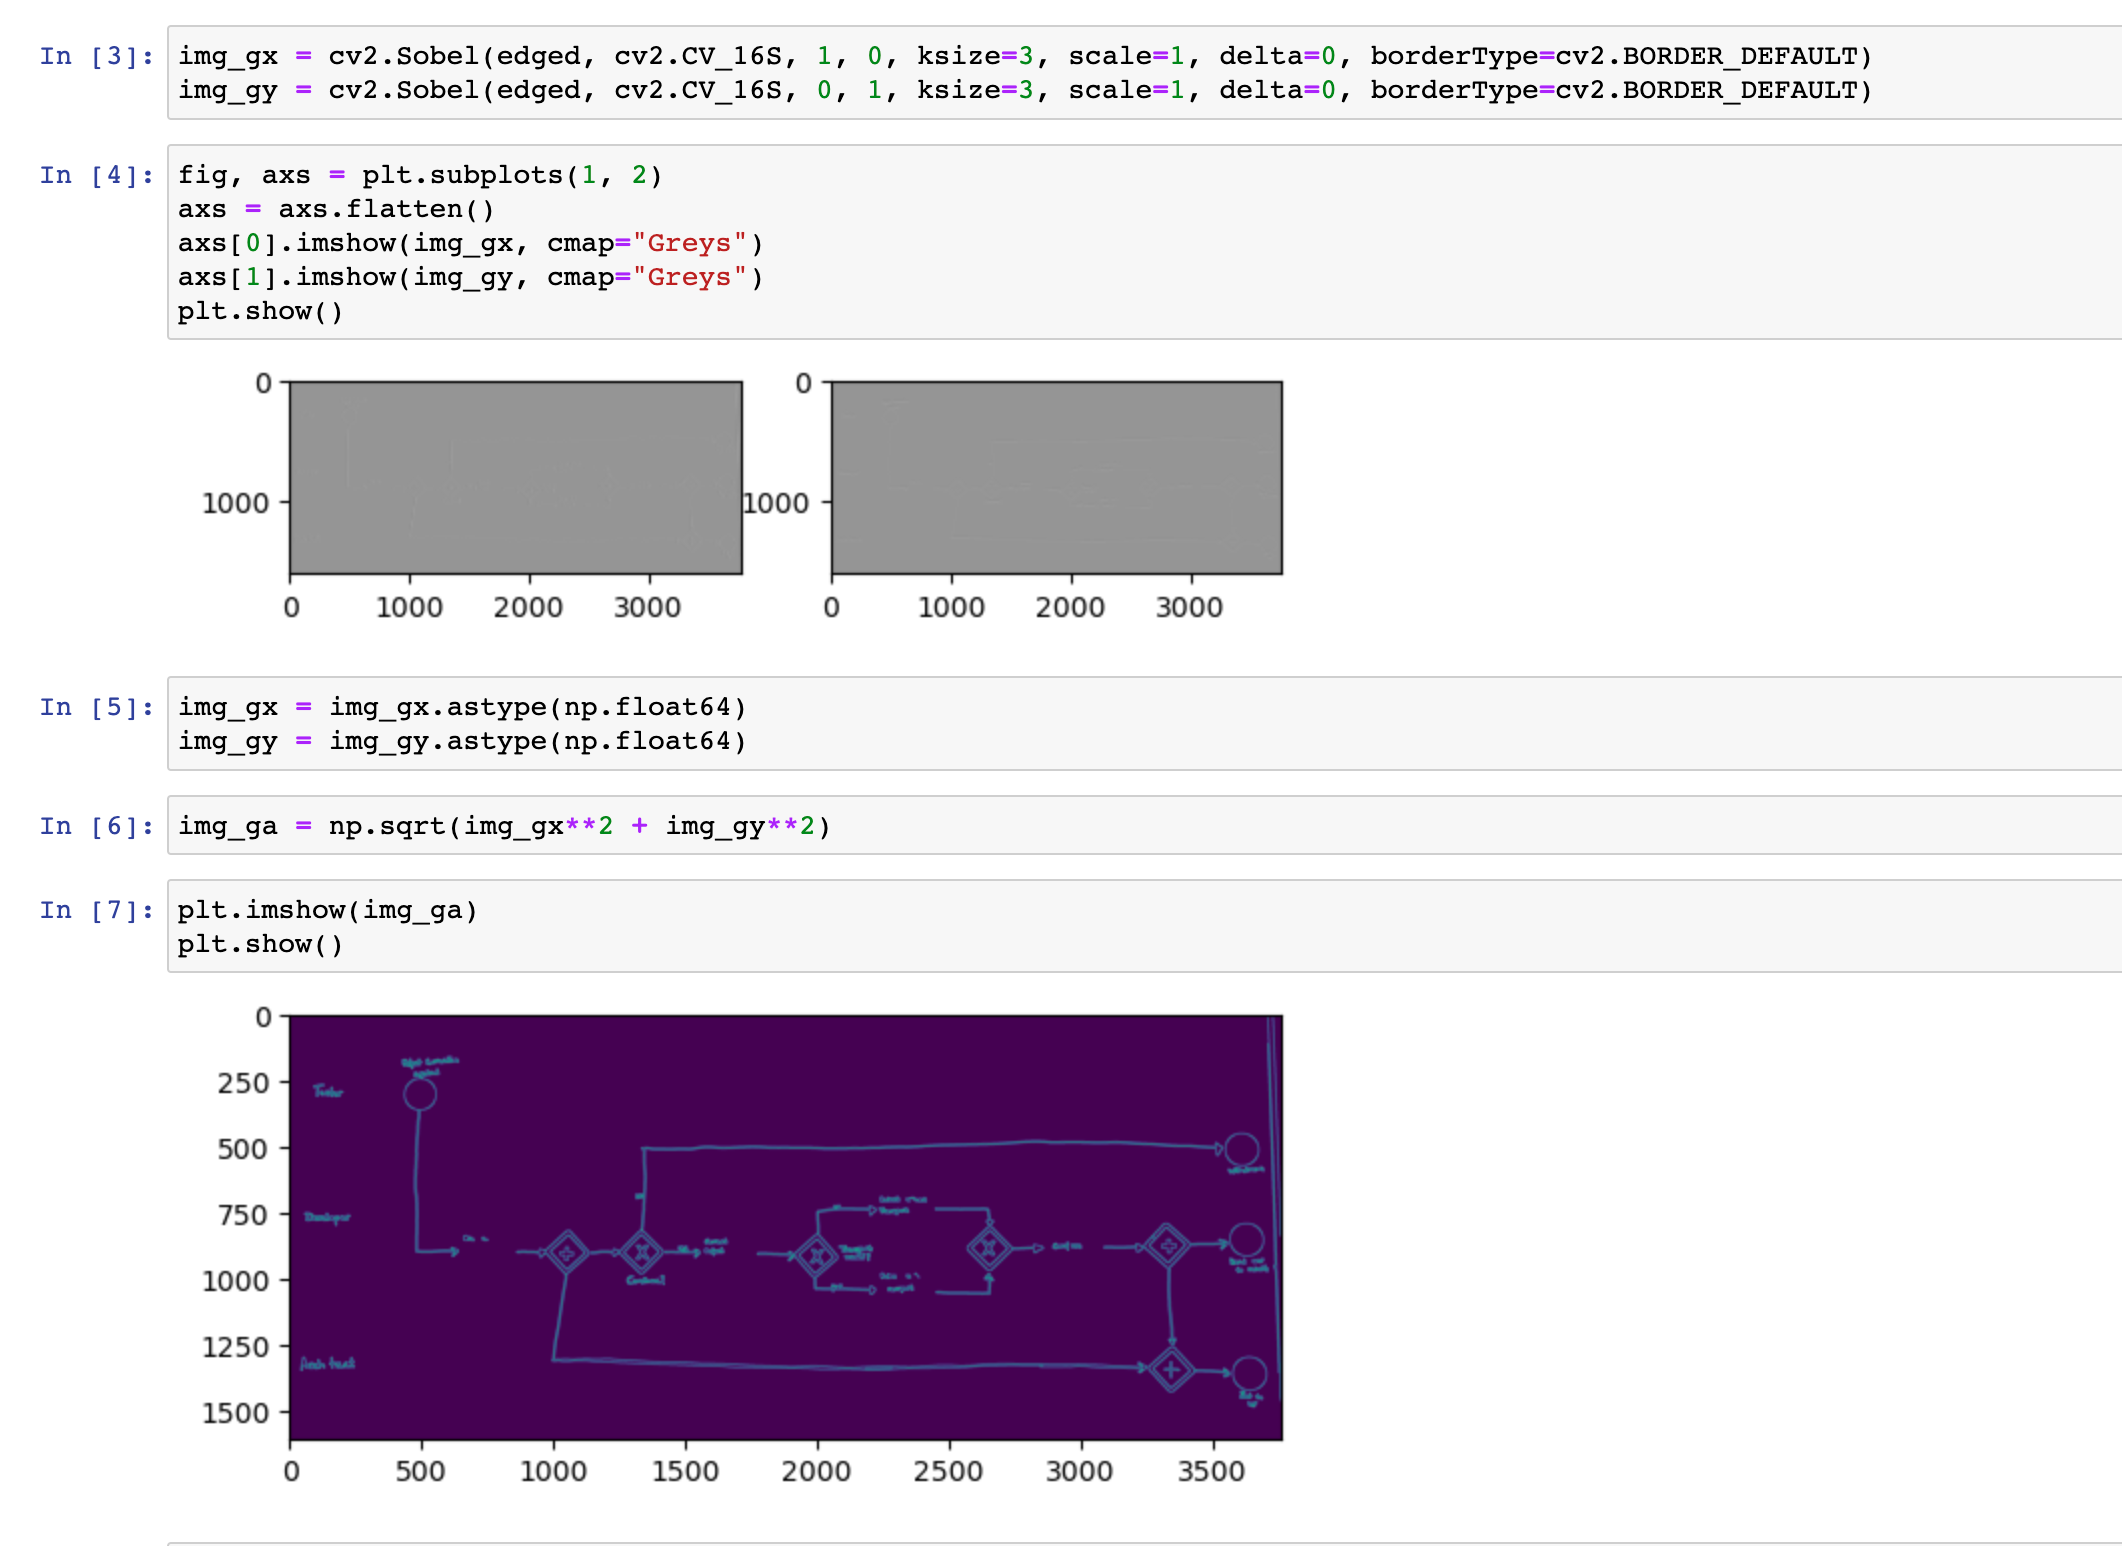 In [3]: img_gx = cv2.Sobel(edged, cv2.CV_16S, 1, 0, ksize=3, scale=1, delta=0, borderType=cv2.BORDER_DEFAULT)
img_gy = cv2.Sobel(edged, cv2.CV_16S, 0, 1, ksize=3, scale=1, delta=0, borderType=cv2.BORDER_DEFAULT)
In [4]: fig, axs = plt.subplots(1, 2)
axs = axs.flatten()
axs[0].imshow(img_gx, cmap="Greys")
axs[1].imshow(img_gy, cmap="Greys")
plt.show()
0
1000
0 1000 2000 3000
0
1000
0 1000 2000 3000
In [5]: img_gx = img_gx.astype(np.float64)
img_gy = img_gy.astype(np.float64)
In [6]: img_ga = np.sqrt(img_gx**2 + img_gy**2)
In [7]: plt.imshow(img_ga)
plt.show()
0
250
500
750
1000
1250
1500
0 500 1000 1500 2000 2500 3000 3500